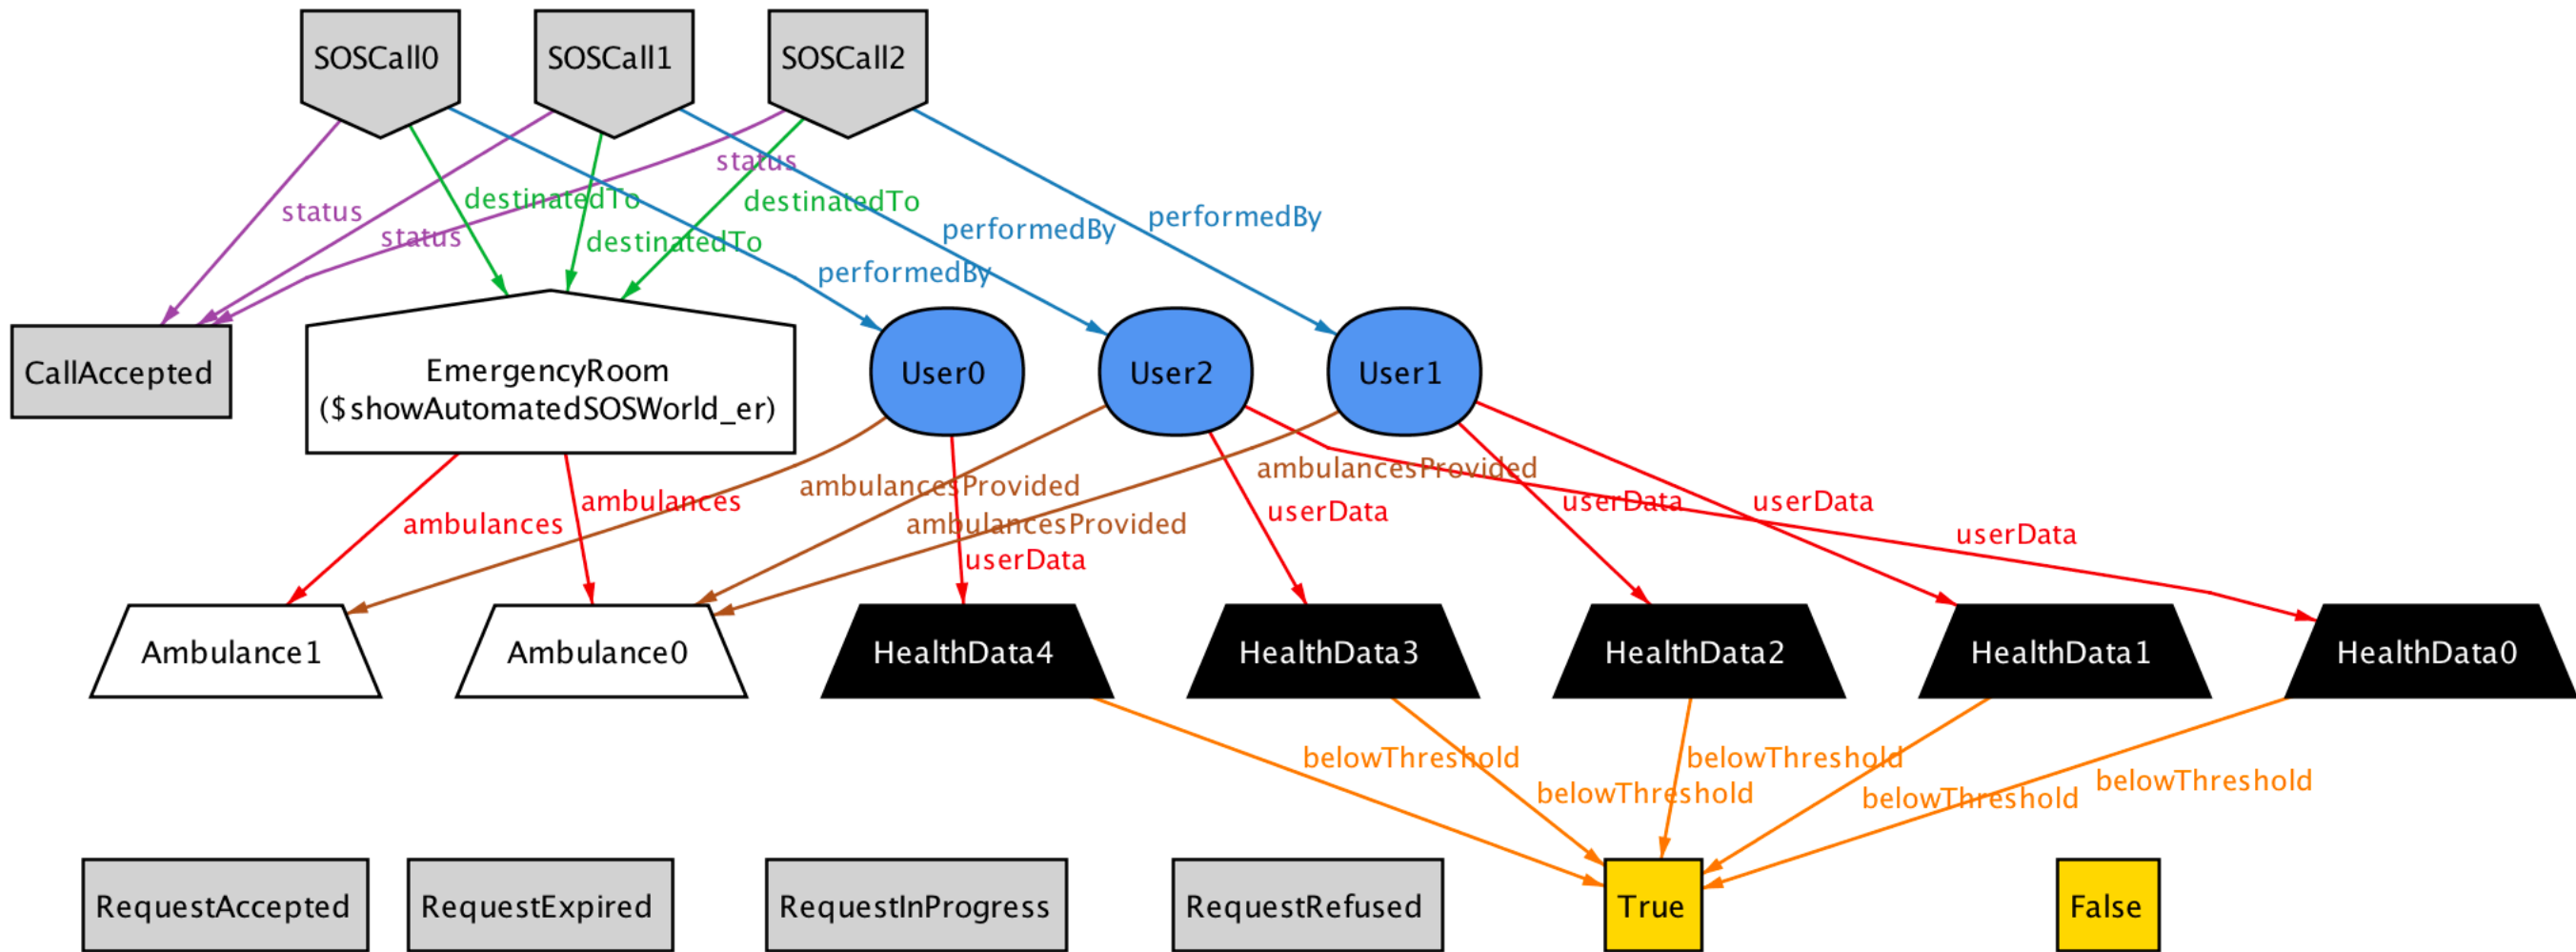 SOSCall0
SOSCall1
SOSCall2
status
destinatedTo
destinatedTo
performedBy
performedBy
status
status
destinatedTo
performedBy
CallAccepted
EmergencyRoom
($showAutomatedSOSWorld_er)
User0
User2
User1
ambulancesProvided
ambulancesProvided
ambulances
ambulances
userData
userData
userData
ambulancesProvided
userData
userData
Ambulance1
Ambulance0
HealthData4
HealthData3
HealthData2
HealthData1
HealthData0
belowThreshold
belowThreshold
belowThreshold
belowThreshold
belowThreshold
RequestAccepted
RequestExpired
RequestInProgress
RequestRefused
True
False